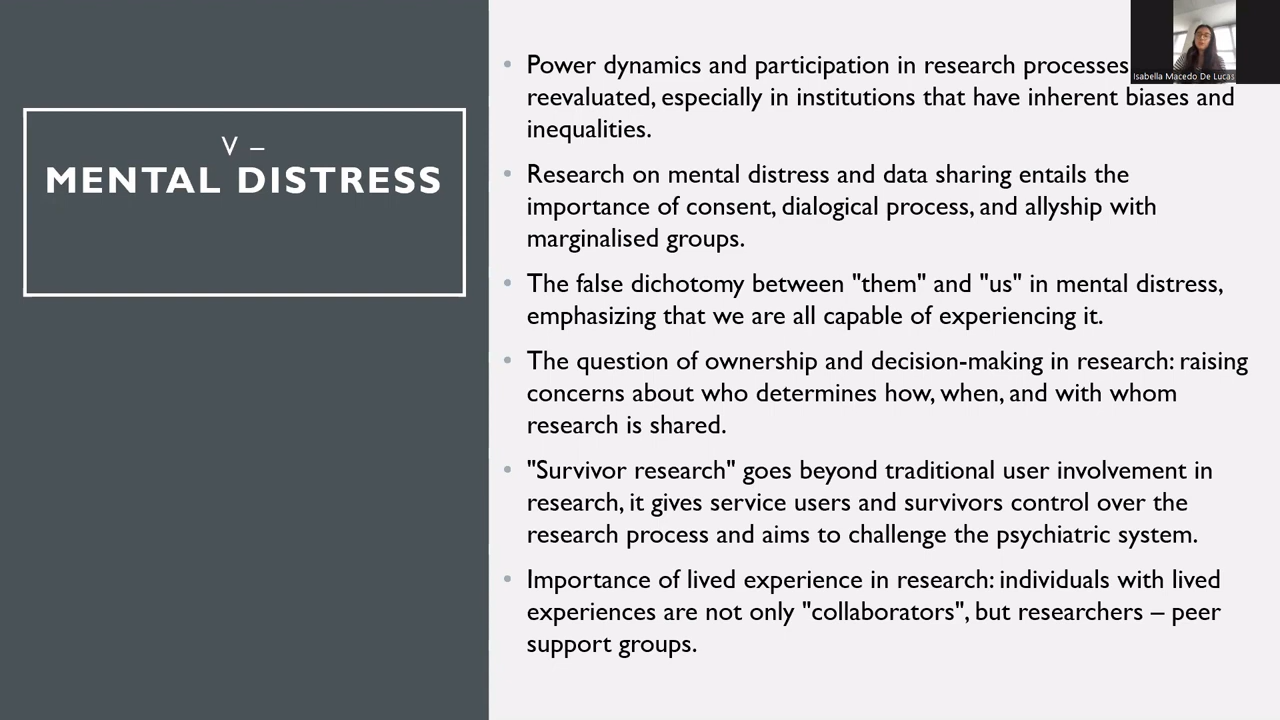 V –
MENTAL DISTRESS
Power dynamics and participation in research processes
reevaluated, especially in institutions that have inherent biases and
inequalities.
Research on mental distress and data sharing entails the
importance of consent, dialogical process, and allyship with
marginalised groups.
The false dichotomy between "them" and "us" in mental distress,
emphasizing that we are all capable of experiencing it.
The question of ownership and decision-making in research: raising
concerns about who determines how, when, and with whom
research is shared.
"Survivor research" goes beyond traditional user involvement in
research, it gives service users and survivors control over the
research process and aims to challenge the psychiatric system.
Importance of lived experience in research: individuals with lived
experiences are not only "collaborators", but researchers – peer
support groups.
Isabella Macedo De Lucas